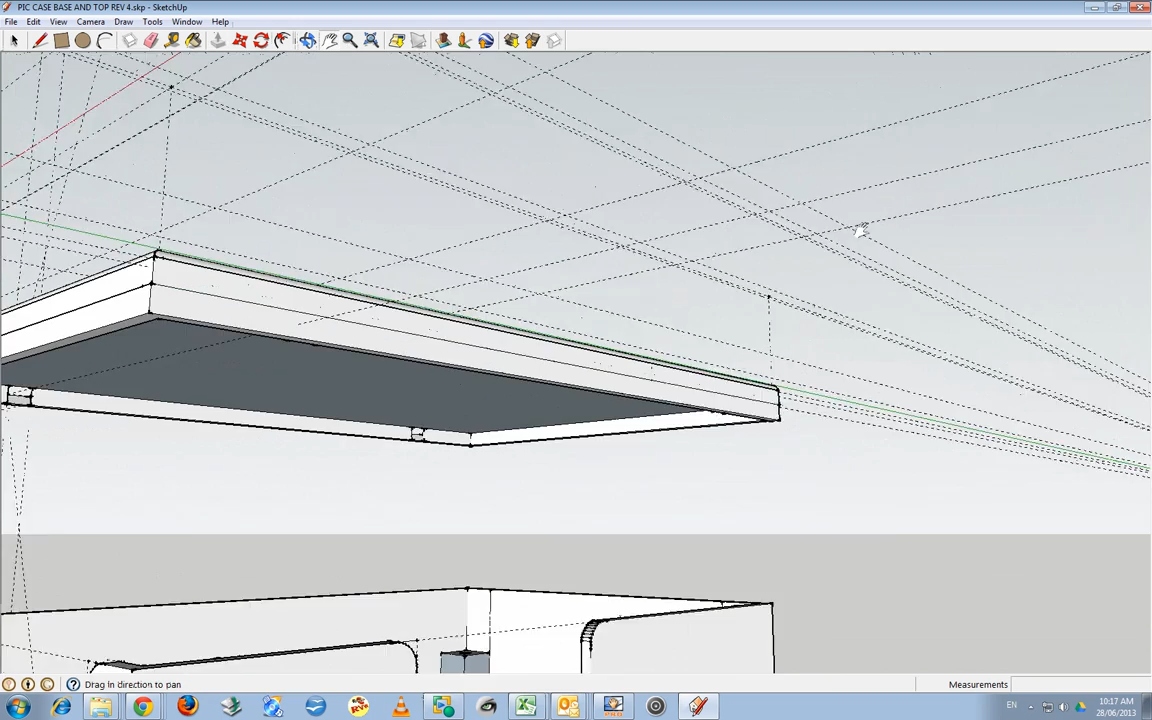 PIC CASE BASE AND TOP REV 4.skp - SketchUp
File Edit View Camera Draw Tools Window Help
Drag in direction to pan
Measurements
EN
10:17 AM
28/06/2013